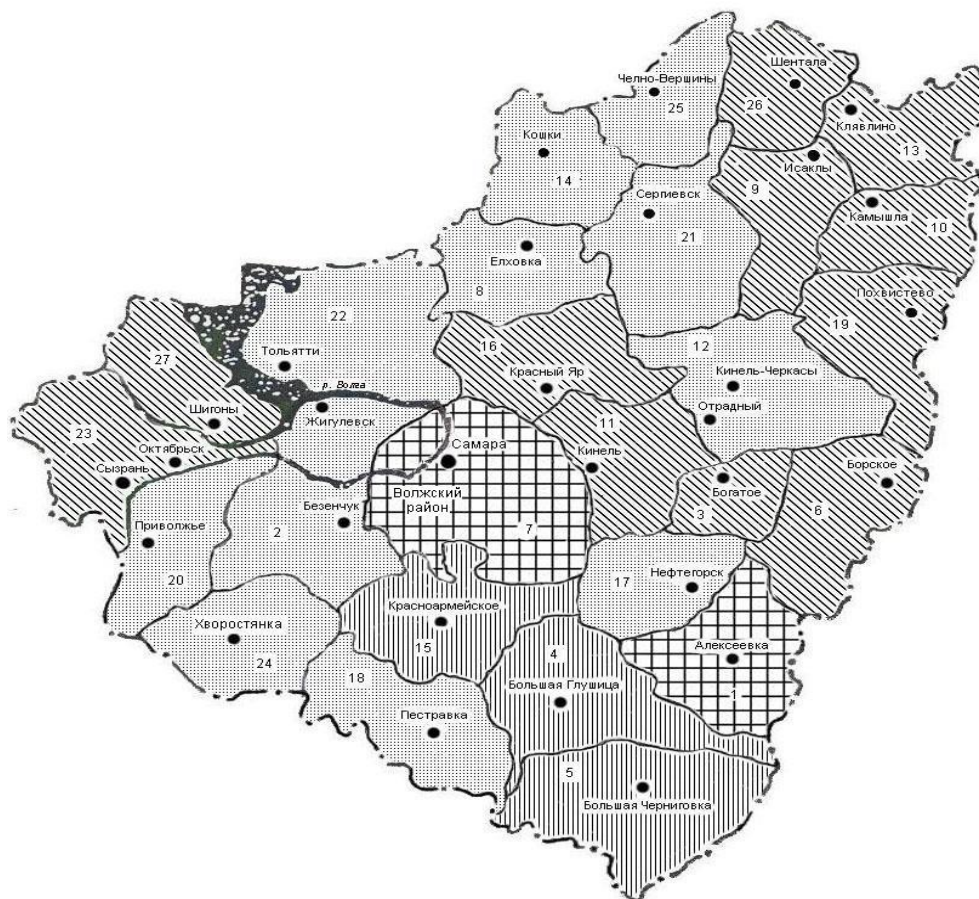 Шентала
Челно-Вершины
25
26
Клявлино
13
Кошки
14
Исаклы
9
Сергиевск
21
Камышла
10
Елховка
8
Похвистево
19
22
12
16
27
Тольятти
р. Волга
Красный Яр
Кинель-Черкасы
Отрадный
Шигоны
Жигулевск
11
23
Октябрьск
Самара
Кинель
Сызрань
Богатое
Борское
Волжский
район
3
6
Безенчук
2
7
Приволжье
20
17
Нефтегорск
Красноармейское
15
Хворостянка
24
4
Алексеевка
1
18
Большая Глушица
Пестравка
5
Большая Черниговка